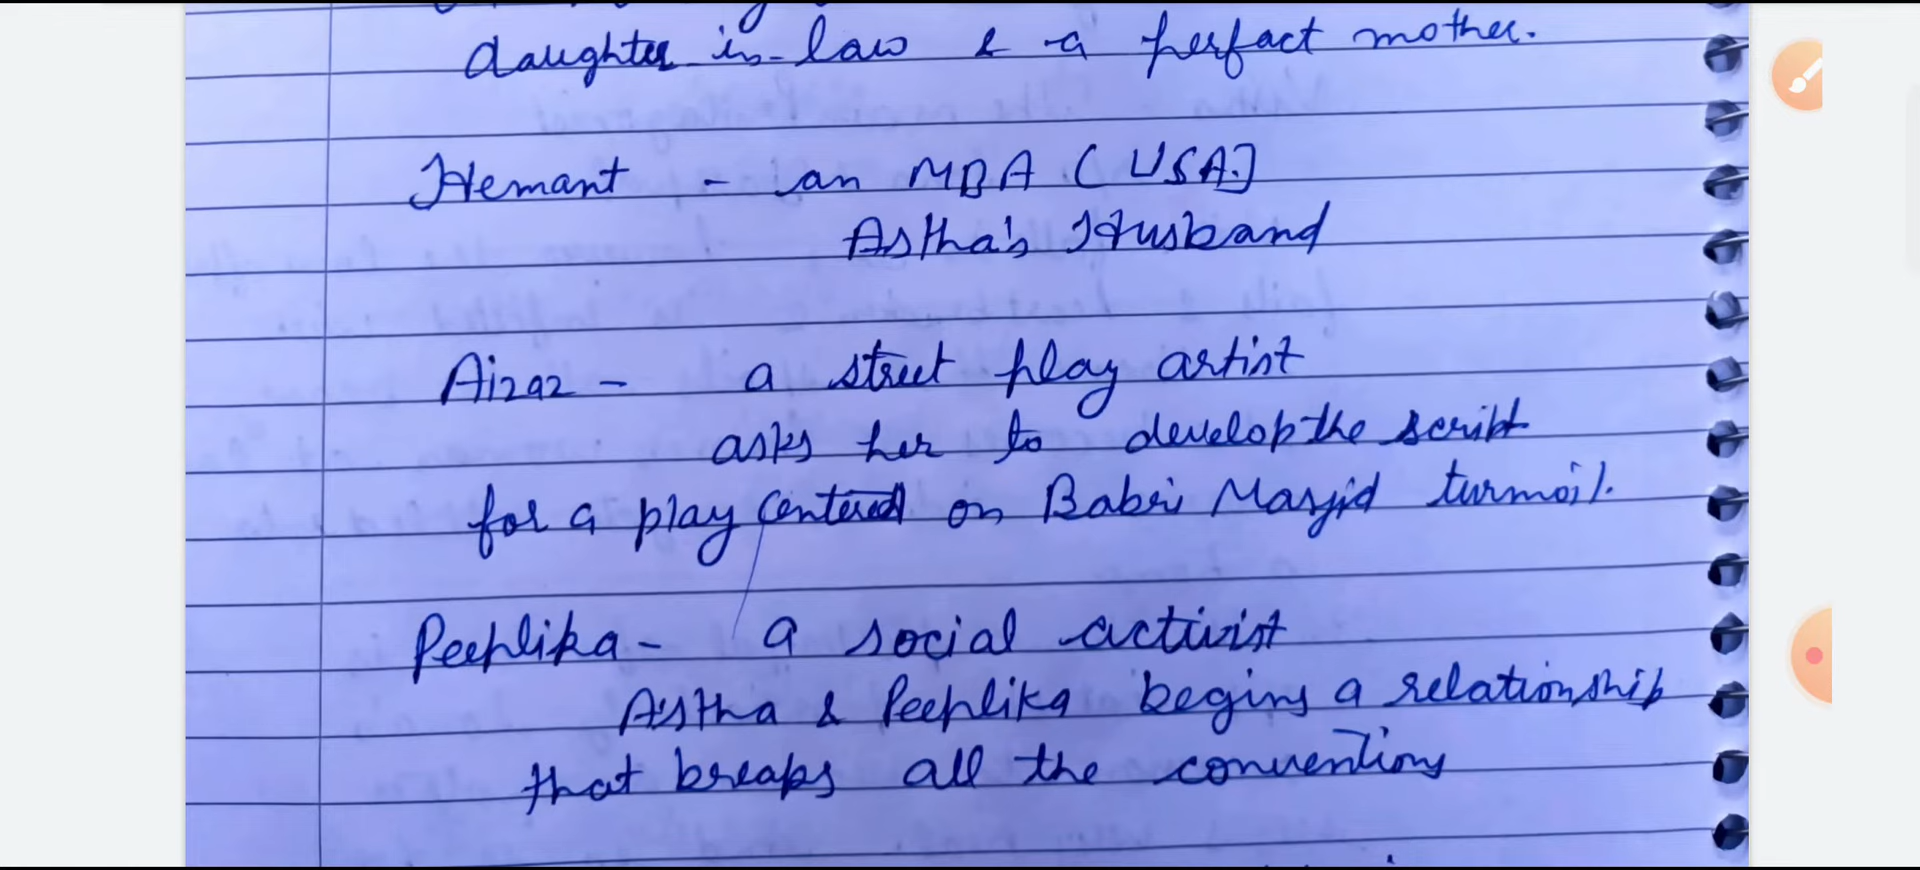 daughter in-law & a perfact mother.
Hemant - an MBA (USA.]
Astha's Husband
Aizaz - a street play artist
asks her to develop the script
for a play centered on Babri Masjid turmoil.
Peeplika - a social activist
Astha & Peeplika begins a relationship
that breaks all the conventions